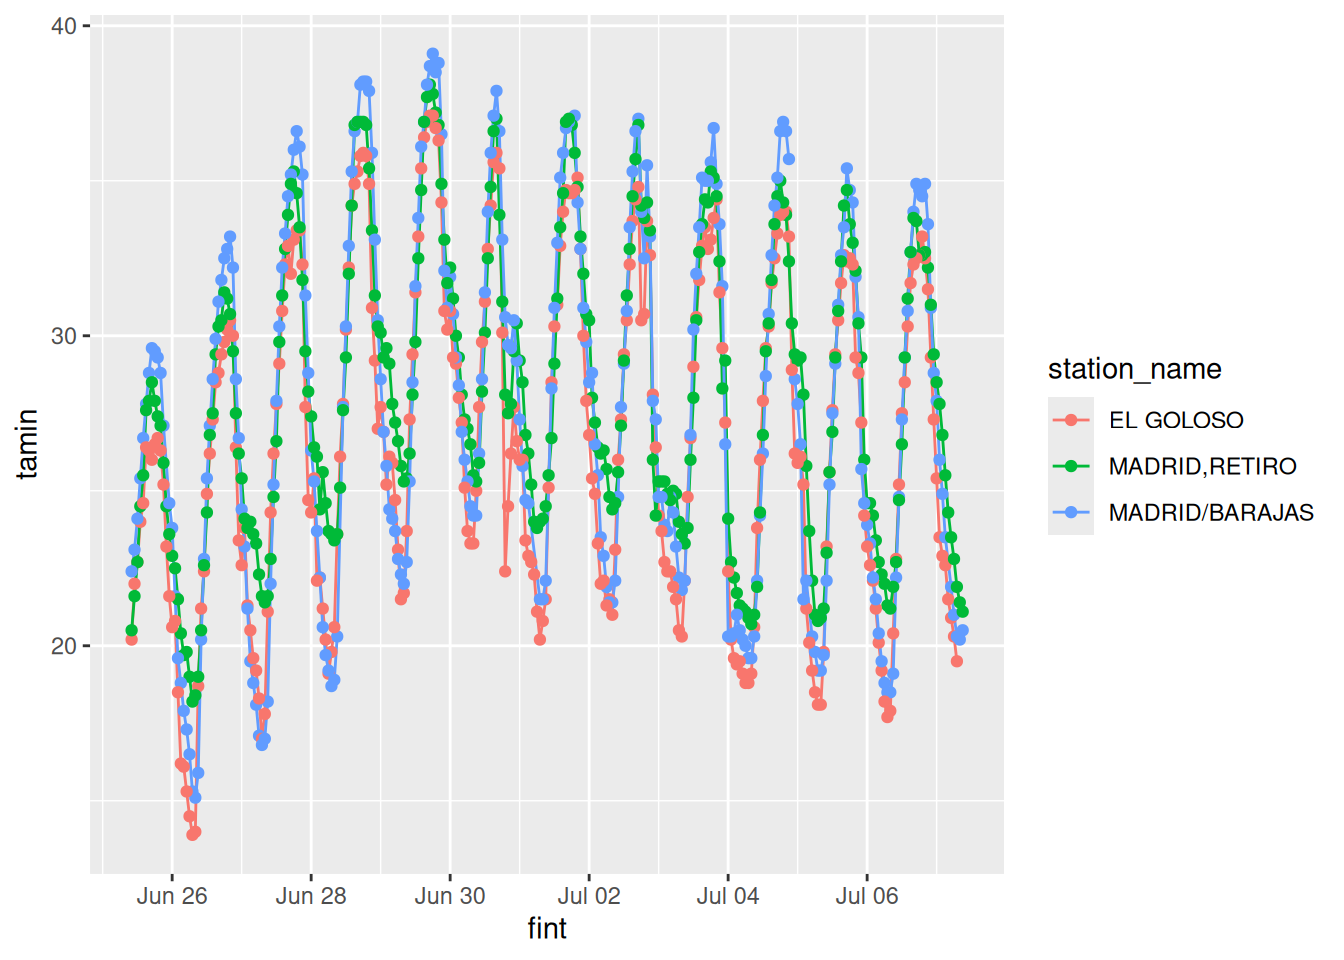 40
30
20
tamin
Jun 26
Jun 28
Jun 30
Jul 02
Jul 04
Jul 06
fint
station_name
EL GOLOSO
MADRID,RETIRO
MADRID/BARAJAS